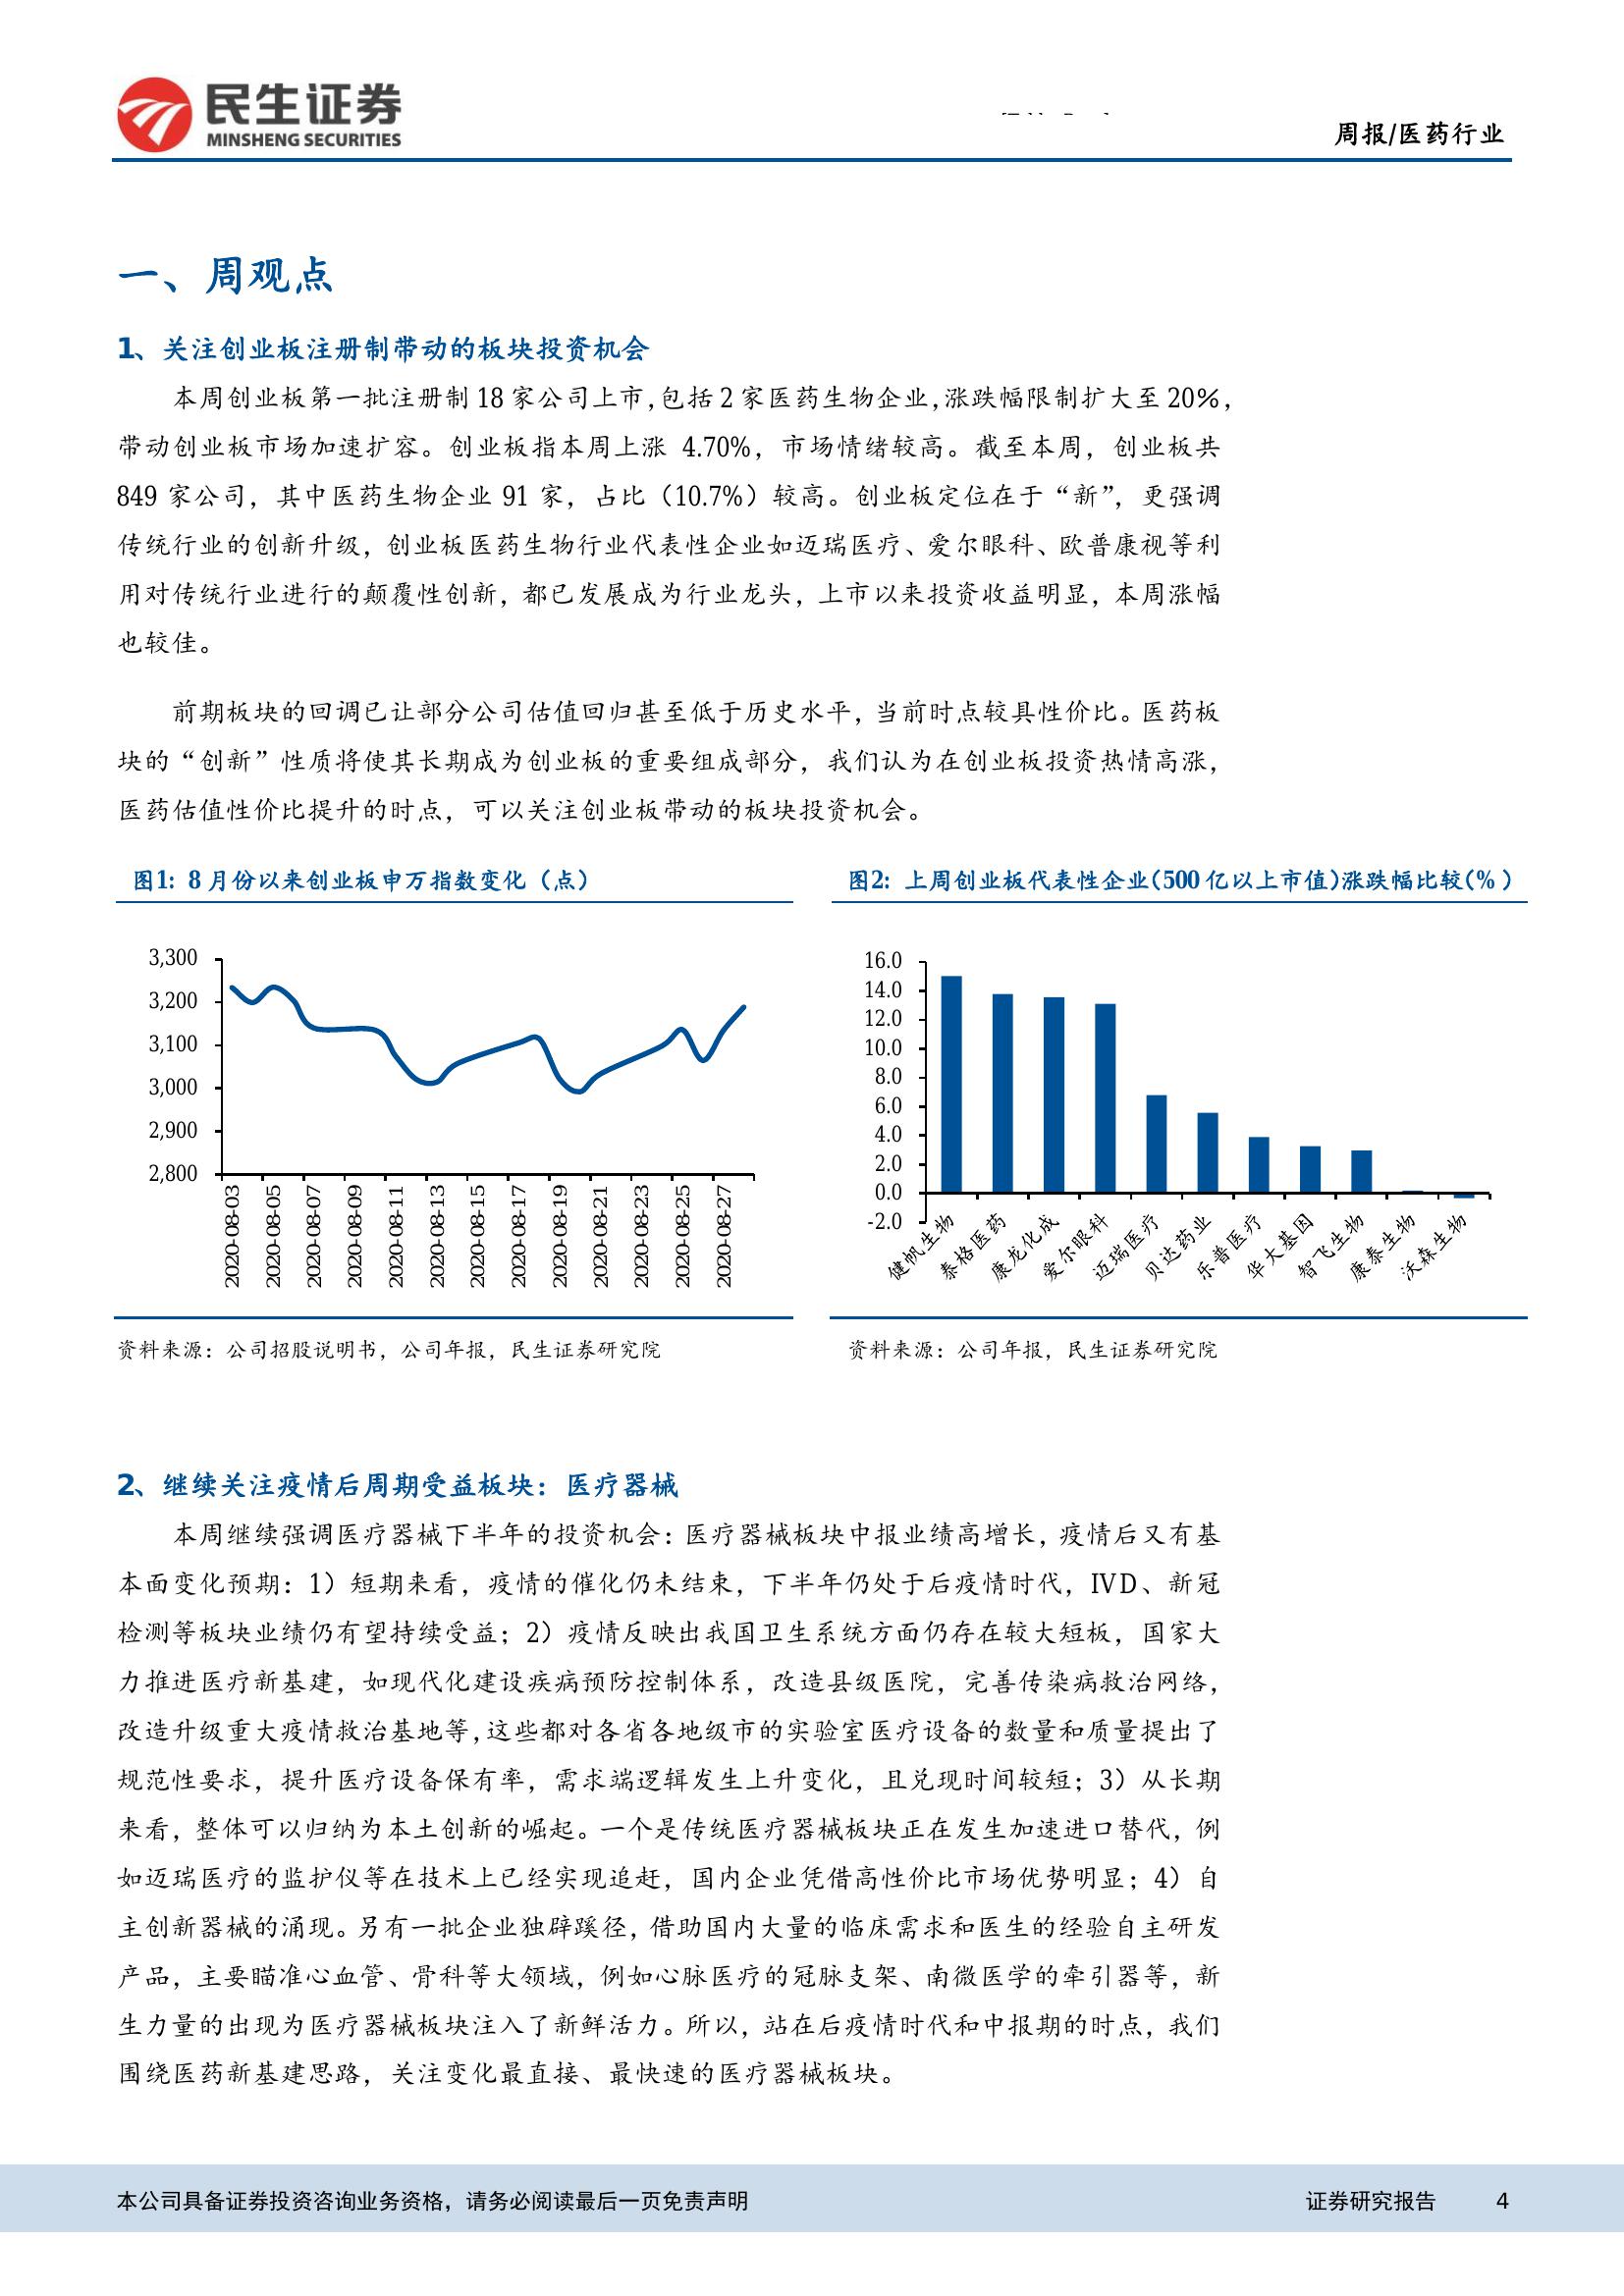 民生证券
MINSHENG SECURITIES
周报/医药行业
一、周观点
1、关注创业板注册制带动的板块投资机会
本周创业板第一批注册制 18 家公司上市，包括 2 家医药生物企业，涨跌幅限制扩大至 20%，
带动创业板市场加速扩容。创业板指本周上涨 4.70%，市场情绪较高。截至本周，创业板共
849 家公司，其中医药生物企业 91 家，占比（10.7%）较高。创业板定位在于“新”，更强调
传统行业的创新升级，创业板医药生物行业代表性企业如迈瑞医疗、爱尔眼科、欧普康视等利
用对传统行业进行的颠覆性创新，都已发展成为行业龙头，上市以来投资收益明显，本周涨幅
也较佳。
前期板块的回调已让部分公司估值回归甚至低于历史水平，当前时点较具性价比。医药板
块的“创新”性质将使其长期成为创业板的重要组成部分，我们认为在创业板投资热情高涨，
医药估值性价比提升的时点，可以关注创业板带动的板块投资机会。
图1：8 月份以来创业板申万指数变化（点）
3,300
3,200
3,100
3,000
2,900
2,800
2020-08-03
2020-08-05
2020-08-07
2020-08-09
2020-08-11
2020-08-13
2020-08-15
2020-08-17
2020-08-19
2020-08-21
2020-08-23
2020-08-25
2020-08-27
资料来源：公司招股说明书，公司年报，民生证券研究院
图2：上周创业板代表性企业（500 亿以上市值）涨跌幅比较（%）
16.0
14.0
12.0
10.0
8.0
6.0
4.0
2.0
0.0
-2.0
健帆生物
泰格医药
康龙化成
爱尔眼科
迈瑞医疗
贝达药业
乐普医疗
华大基因
智飞生物
康泰生物
沃森生物
资料来源：公司年报，民生证券研究院
2、继续关注疫情后周期受益板块：医疗器械
本周继续强调医疗器械下半年的投资机会：医疗器械板块中报业绩高增长，疫情后又有基
本面变化预期：1）短期来看，疫情的催化仍未结束，下半年仍处于后疫情时代，IVD、新冠
检测等板块业绩仍有望持续受益；2）疫情反映出我国卫生系统方面仍存在较大短板，国家大
力推进医疗新基建，如现代化建设疾病预防控制体系，改造县级医院，完善传染病救治网络，
改造升级重大疫情救治基地等，这些都对各省各地级市的实验室医疗设备的数量和质量提出了
规范性要求，提升医疗设备保有率，需求端逻辑发生上升变化，且兑现时间较短；3）从长期
来看，整体可以归纳为本土创新的崛起。一个是传统医疗器械板块正在发生加速进口替代，例
如迈瑞医疗的监护仪等在技术上已经实现追赶，国内企业凭借高性价比市场优势明显；4）自
主创新器械的涌现。另有一批企业独辟蹊径，借助国内大量的临床需求和医生的经验自主研发
产品，主要瞄准心血管、骨科等大领域，例如心脉医疗的冠脉支架、南微医学的牵引器等，新
生力量的出现为医疗器械板块注入了新鲜活力。所以，站在后疫情时代和中报期的时点，我们
围绕医药新基建思路，关注变化最直接、最快速的医疗器械板块。
本公司具备证券投资咨询业务资格，请务必阅读最后一页免责声明
证券研究报告 4